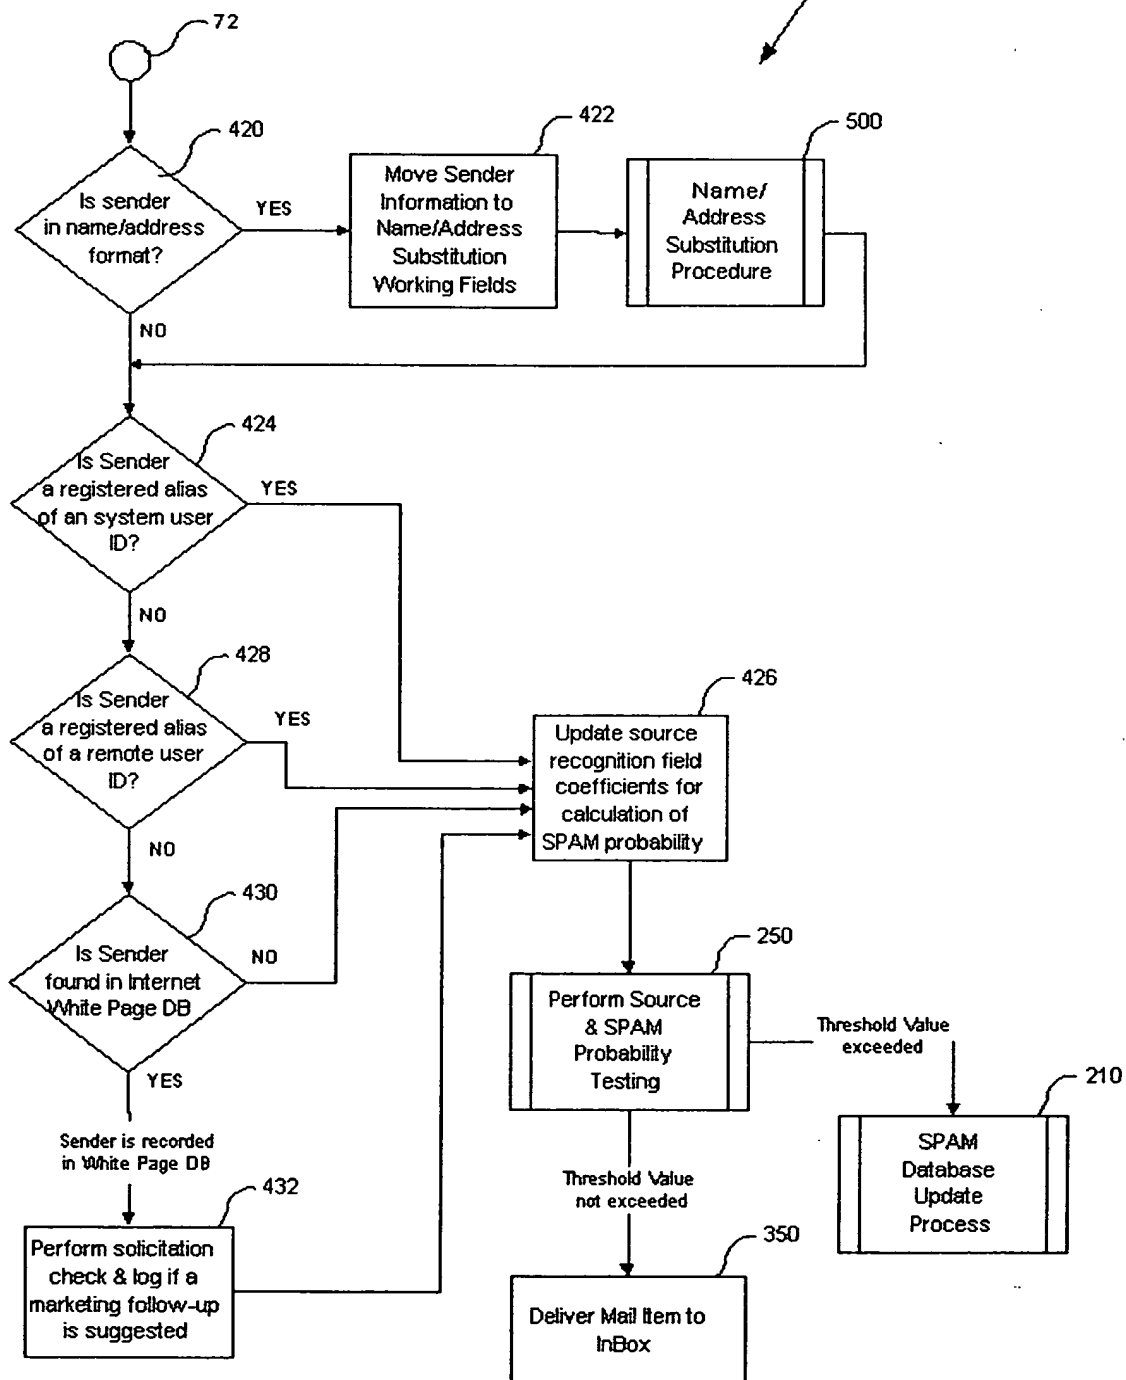 72
420
Is sender
in name/address
format?
YES
422
Move Sender
Information to
Name/Address
Substitution
Working Fields
500
Name/
Address
Substitution
Procedure
NO
424
Is Sender
a registered alias
of an system user
ID?
YES
NO
428
Is Sender
a registered alias
of a remote user
ID?
YES
426
Update source
recognition field
coefficients for
calculation of
SPAM probability
NO
430
Is Sender
found in Internet
White Page DB
NO
250
Perform Source
& SPAM
Probability
Testing
Threshold Value
exceeded
YES
210
SPAM
Database
Update
Process
Sender is recorded
in White Page DB
Threshold Value
not exceeded
432
Perform solicitation
check & log if a
marketing follow-up
is suggested
350
Deliver Mail Item to
InBox